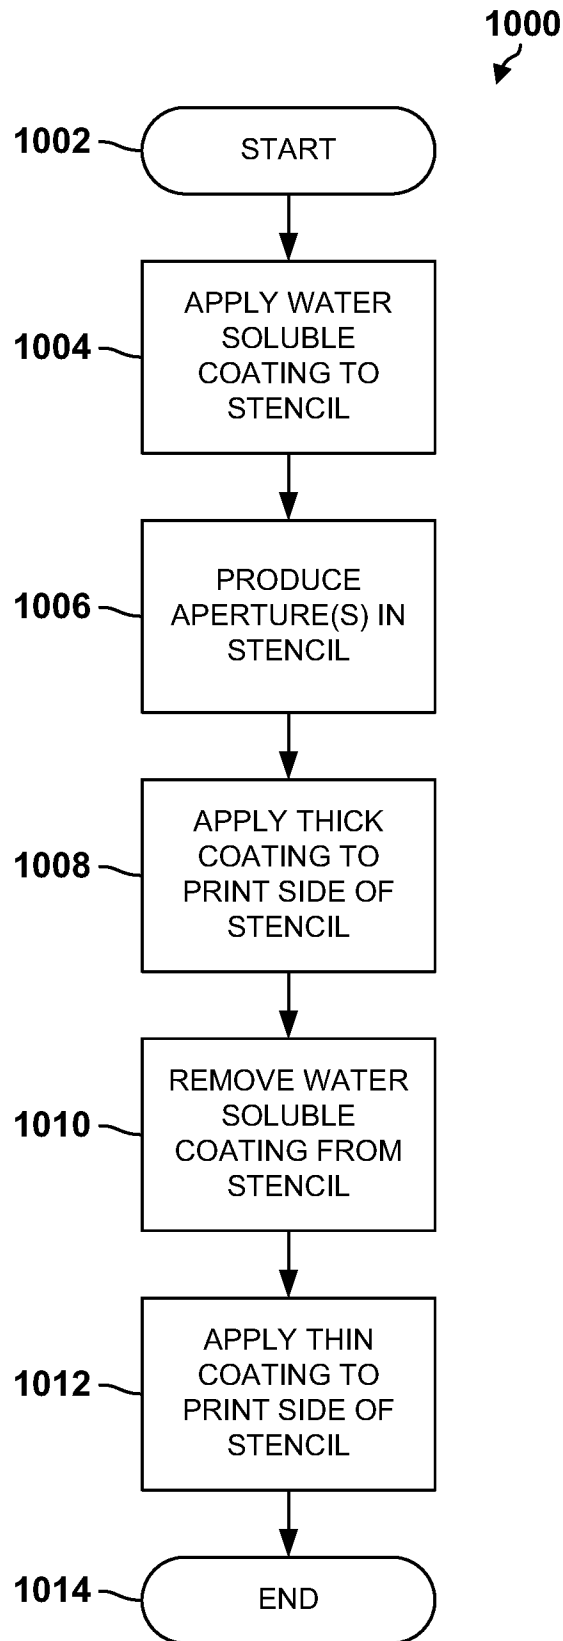 1000
1002
START
1004
APPLY WATER
SOLUBLE
COATING TO
STENCIL
1006
PRODUCE
APERTURE(S) IN
STENCIL
1008
APPLY THICK
COATING TO
PRINT SIDE OF
STENCIL
1010
REMOVE WATER
SOLUBLE
COATING FROM
STENCIL
1012
APPLY THIN
COATING TO
PRINT SIDE OF
STENCIL
1014
END